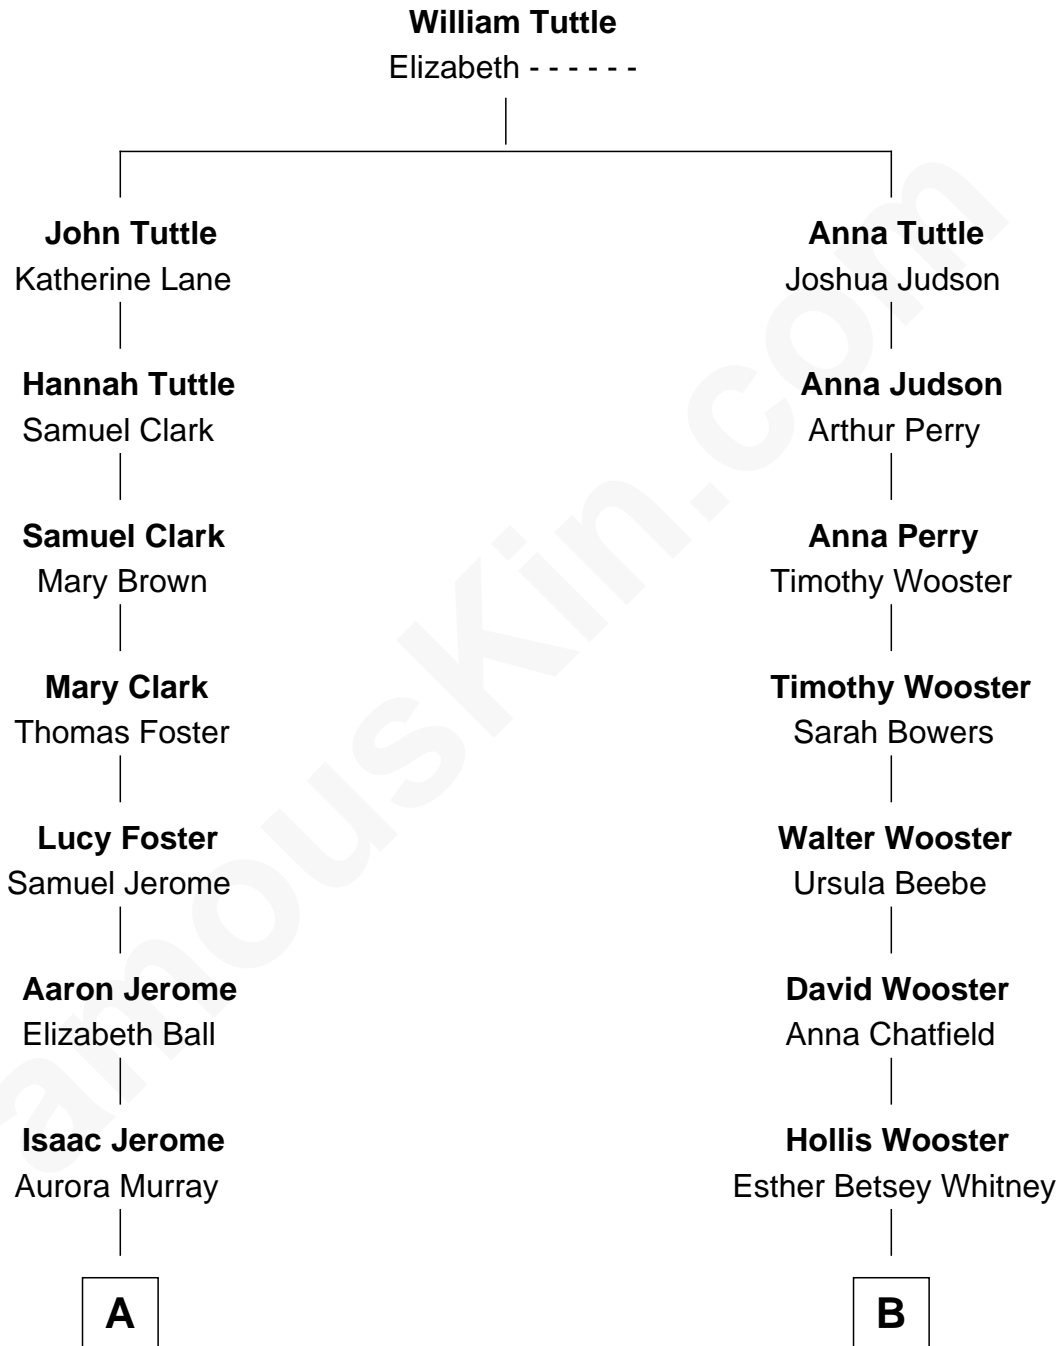 William Tuttle
Elizabeth - - - - - -
John Tuttle
Katherine Lane
Hannah Tuttle
Samuel Clark
Samuel Clark
Mary Brown
Mary Clark
Thomas Foster
Lucy Foster
Samuel Jerome
Aaron Jerome
Elizabeth Ball
Isaac Jerome
Aurora Murray
A
Anna Tuttle
Joshua Judson
Anna Judson
Arthur Perry
Anna Perry
Timothy Wooster
Timothy Wooster
Sarah Bowers
Walter Wooster
Ursula Beebe
David Wooster
Anna Chatfield
Hollis Wooster
Esther Betsey Whitney
B
amouskin.com